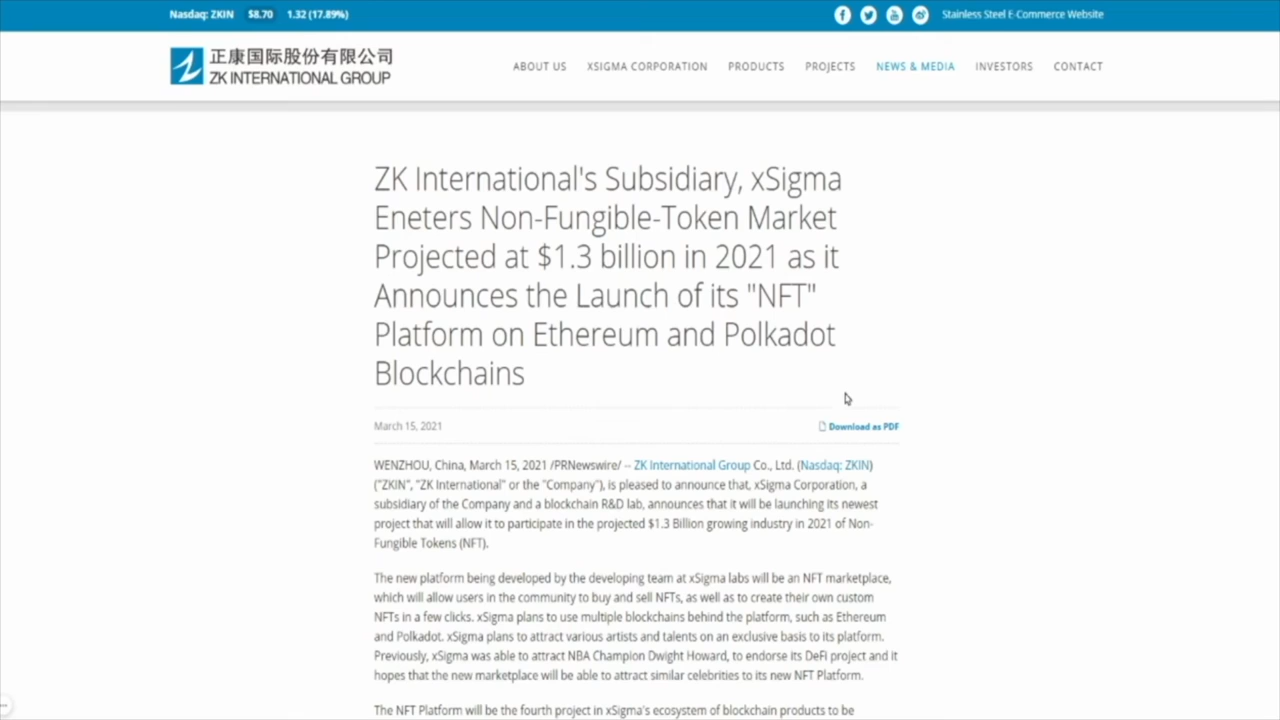 Nasdaq: ZKIN $8.70 1.32 (17.89%) Stainless Steel E-Commerce Website
正康国际股份有限公司
ZK INTERNATIONAL GROUP
ABOUT US XSIGMA CORPORATION PRODUCTS PROJECTS NEWS & MEDIA INVESTORS CONTACT
ZK International's Subsidiary, xSigma
Eneters Non-Fungible-Token Market
Projected at $1.3 billion in 2021 as it
Announces the Launch of its "NFT"
Platform on Ethereum and Polkadot
Blockchains
March 15, 2021 Download as PDF
WENZHOU, China, March 15, 2021 /PRNewswire/ -- ZK International Group Co., Ltd. (Nasdaq: ZKIN)
("ZKIN", "ZK International" or the "Company"), is pleased to announce that, xSigma Corporation, a
subsidiary of the Company and a blockchain R&D lab, announces that it will be launching its newest
project that will allow it to participate in the projected $1.3 Billion growing industry in 2021 of Non-
Fungible Tokens (NFT).
The new platform being developed by the developing team at xSigma labs will be an NFT marketplace,
which will allow users in the community to buy and sell NFTs, as well as to create their own custom
NFTs in a few clicks. xSigma plans to use multiple blockchains behind the platform, such as Ethereum
and Polkadot. xSigma plans to attract various artists and talents on an exclusive basis to its platform.
Previously, xSigma was able to attract NBA Champion Dwight Howard, to endorse its DeFi project and it
hopes that the new marketplace will be able to attract similar celebrities to its new NFT Platform.
The NFT Platform will be the fourth project in xSigma's ecosystem of blockchain products to be